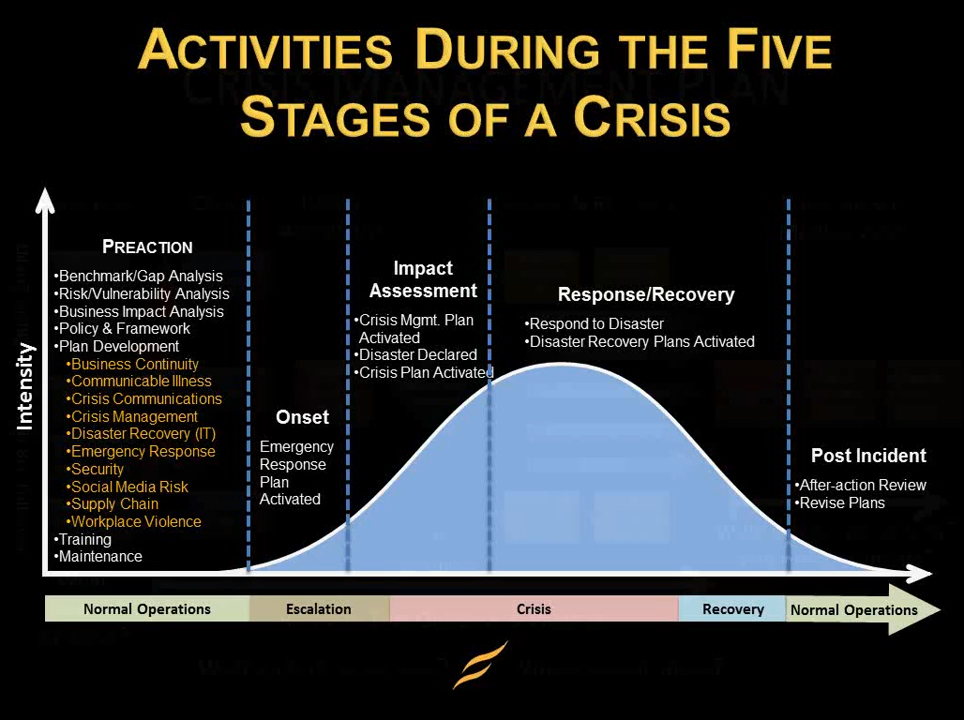 ACTIVITIES DURING THE FIVE
STAGES OF A CRISIS
Intensity
PREACTION
•Benchmark/Gap Analysis
•Risk/Vulnerability Analysis
•Business Impact Analysis
•Policy & Framework
•Plan Development
•Business Continuity
•Communicable Illness
•Crisis Communications
•Crisis Management
•Disaster Recovery (IT)
•Emergency Response
•Security
•Social Media Risk
•Supply Chain
•Workplace Violence
•Training
•Maintenance
Onset
Emergency
Response
Plan
Activated
Impact
Assessment
•Crisis Mgmt. Plan
Activated
•Disaster Declared
•Crisis Plan Activated
Response/Recovery
•Respond to Disaster
•Disaster Recovery Plans Activated
Post Incident
•After-action Review
•Revise Plans
Normal Operations
Escalation
Crisis
Recovery
Normal Operations
CRISIS MANAGEMENT PLAN